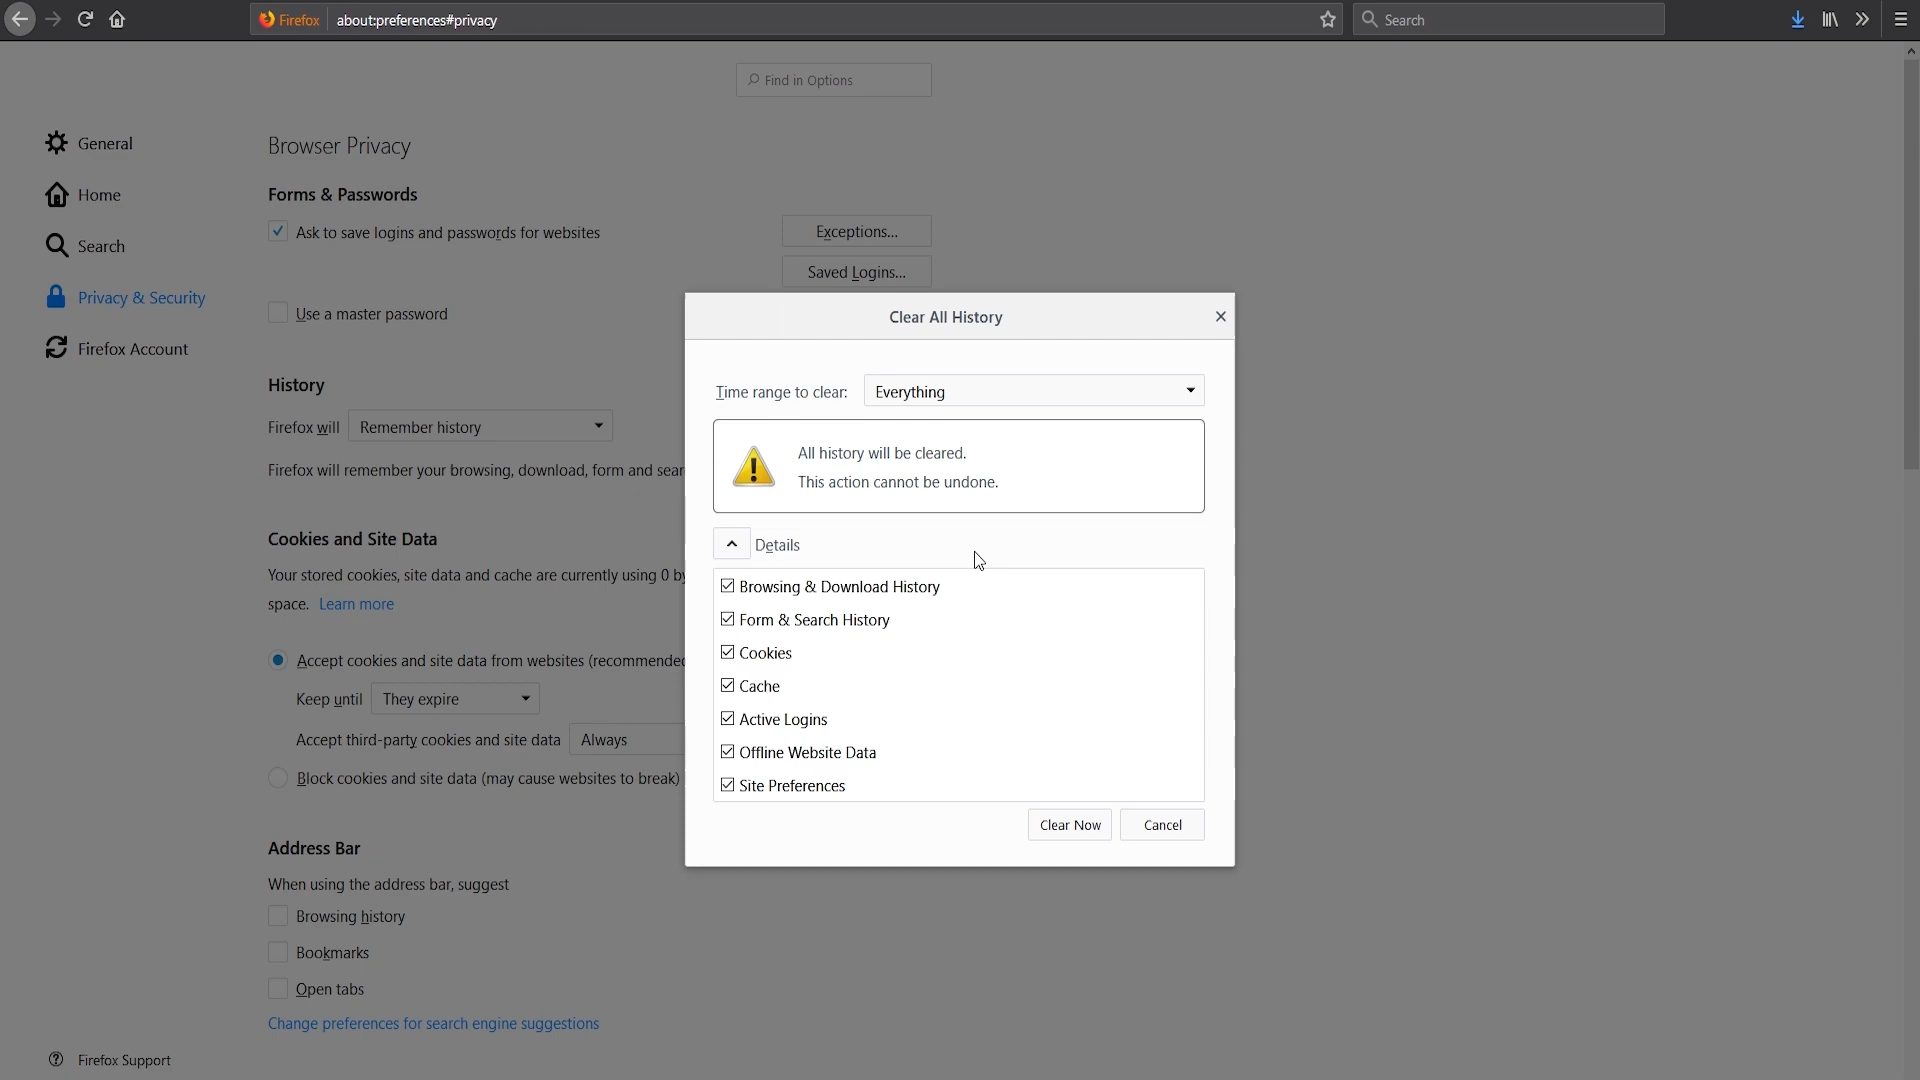 Firefox
about:preferences#privacy
Search
Find in Options
General
Home
Search
Privacy & Security
Firefox Account
Browser Privacy
Forms & Passwords
Ask to save logins and passwords for websites
Exceptions...
Saved Logins...
Use a master password
History
Firefox will Remember history
Firefox will remember your browsing, download, form and sear
Cookies and Site Data
Your stored cookies, site data and cache are currently using 0 by
space. Learn more
Accept cookies and site data from websites (recommended
Keep until They expire
Accept third-party cookies and site data Always
Block cookies and site data (may cause websites to break)
Address Bar
When using the address bar, suggest
Browsing history
Bookmarks
Open tabs
Change preferences for search engine suggestions
Firefox Support
Clear All History
Time range to clear: Everything
All history will be cleared.
This action cannot be undone.
Details
Browsing & Download History
Form & Search History
Cookies
Cache
Active Logins
Offline Website Data
Site Preferences
Clear Now Cancel